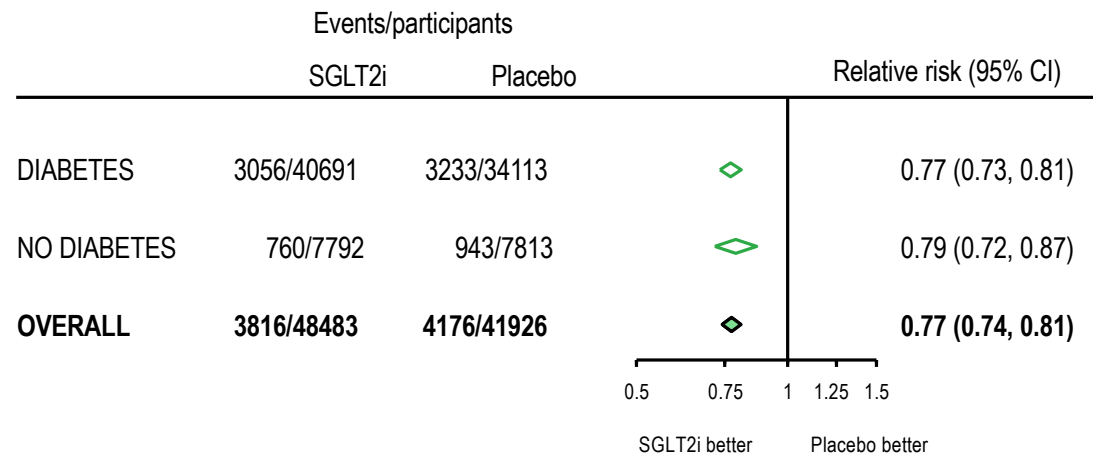 Events/participants
SGLT2i Placebo Relative risk (95% CI)
DIABETES 3056/40691 3233/34113 0.77 (0.73, 0.81)
NO DIABETES 760/7792 943/7813 0.79 (0.72, 0.87)
OVERALL 3816/48483 4176/41926 0.77 (0.74, 0.81)
0.5 0.75 1 1.25 1.5
SGLT2i better Placebo better